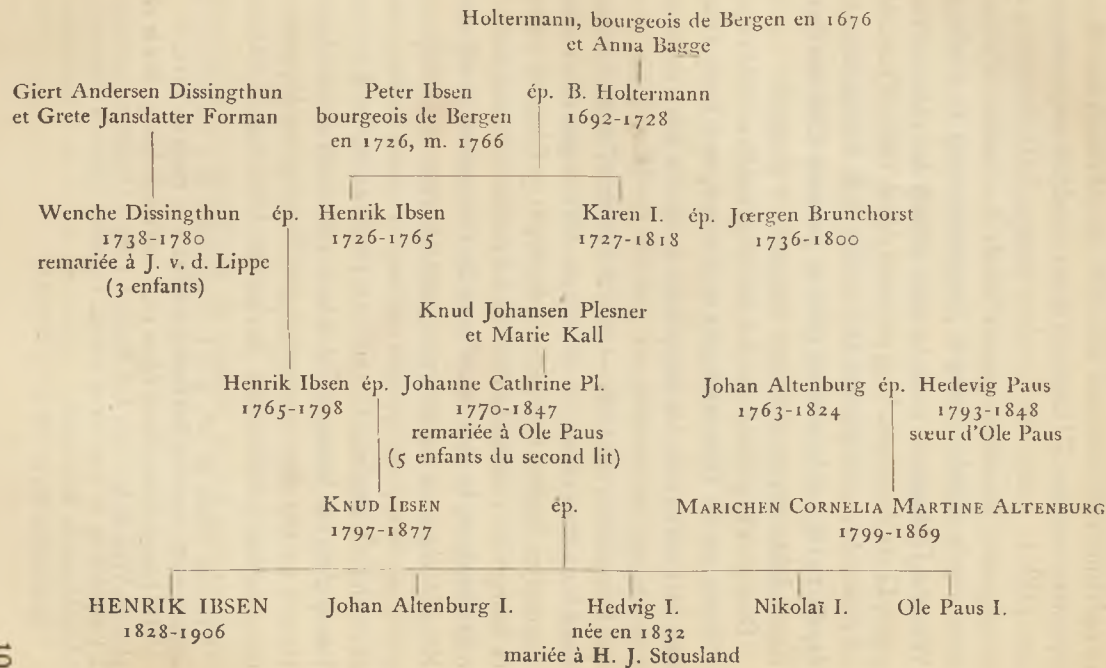 Holtermann, bourgeois de Bergen en 1676
et Anna Bagge
Giert Andersen Dissingthun
et Grete Jansdatter Forman
Peter Ibsen
bourgeois de Bergen
en 1726, m. 1766
ép.
B. Holtermann
1692-1728
Wenche Dissingthun
1738-1780
remariée à J. v. d. Lippe
(3 enfants)
ép.
Henrik Ibsen
1726-1765
Karen I.
1727-1818
ép.
Jœrgen Brunchorst
1736-1800
Knud Johansen Plesner
et Marie Kall
Henrik Ibsen
1765-1798
ép.
Johanne Cathrine Pl.
1770-1847
remariée à Ole Paus
(5 enfants du second lit)
Johan Altenburg
1763-1824
ép.
Hedevig Paus
1793-1848
sœur d'Ole Paus
KNUD IBSEN
1797-1877
ép.
MARICHEN CORNELIA MARTINE ALTENBURG
1799-1869
HENRIK IBSEN
1828-1906
Johan Altenburg I.
Hedvig I.
née en 1832
mariée à H. J. Stousland
Nikolaï I.
Ole Paus I.
10